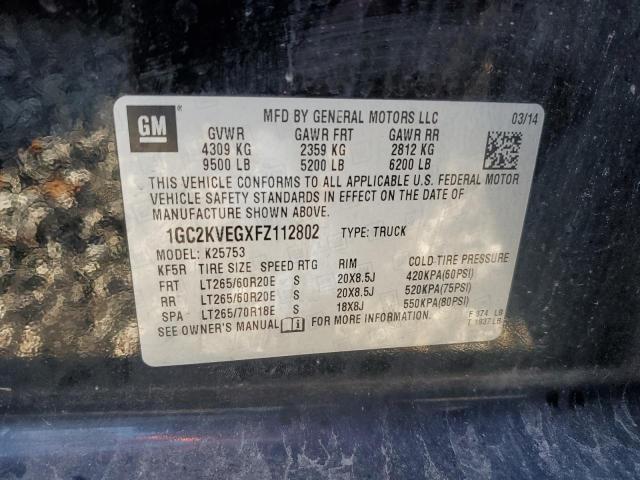 GM
MFD BY GENERAL MOTORS LLC 03/14
GVWR GAWR FRT GAWR RR
4309 KG 2359 KG 2812 KG
9500 LB 5200 LB 6200 LB
THIS VEHICLE CONFORMS TO ALL APPLICABLE U.S. FEDERAL MOTOR
VEHICLE SAFETY STANDARDS IN EFFECT ON THE DATE OF
MANUFACTURE SHOWN ABOVE.
1GC2KVEGXFZ112802 TYPE: TRUCK
MODEL: K25753
KF5R TIRE SIZE SPEED RTG RIM COLD TIRE PRESSURE
FRT LT265/60R20E S 20X8.5J 420KPA(60PSI)
RR LT265/60R20E S 20X8.5J 520KPA(75PSI)
SPA LT265/70R18E S 18X8J 550KPA(80PSI)
SEE OWNER'S MANUAL FOR MORE INFORMATION. F 974 LB
T 1937 LB